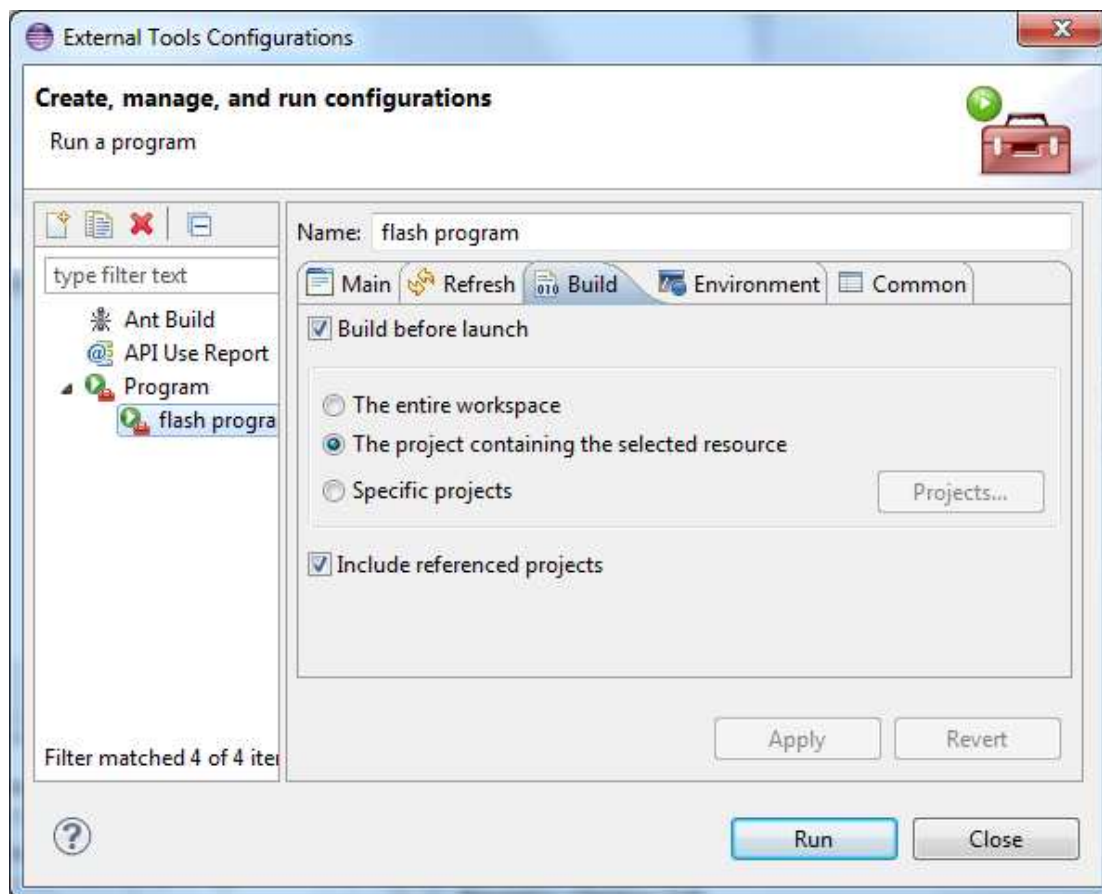 External Tools Configurations
Create, manage, and run configurations
Run a program
type filter text
Ant Build
API Use Report
Program
flash progra
Filter matched 4 of 4 iter
Name: flash program
Main Refresh 010 Build Environment Common
Build before launch
The entire workspace
The project containing the selected resource
Specific projects Projects...
Include referenced projects
Apply Revert
? Run Close